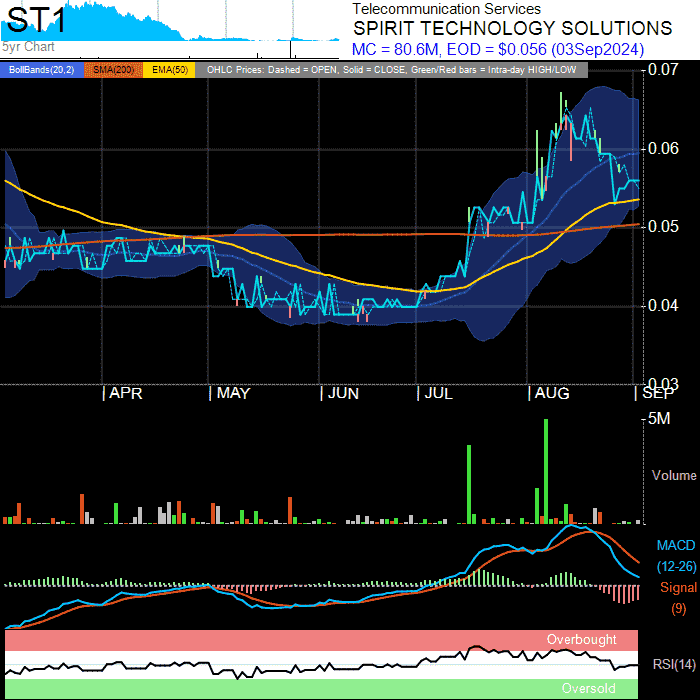 ST1
5yr Chart
Telecommunication Services
SPIRIT TECHNOLOGY SOLUTIONS
MC = 80.6M, EOD = $0.056 (03Sep2024)
BollBands(20,2) SMA(200) EMA(50) OHLC Prices: Dashed = OPEN, Solid = CLOSE, Green/Red bars = Intra-day HIGH/LOW
0.07
0.06
0.05
0.04
0.03
APR MAY JUN JUL AUG SEP
5M
Volume
MACD
(12-26)
Signal
(9)
Overbought
RSI(14)
Oversold